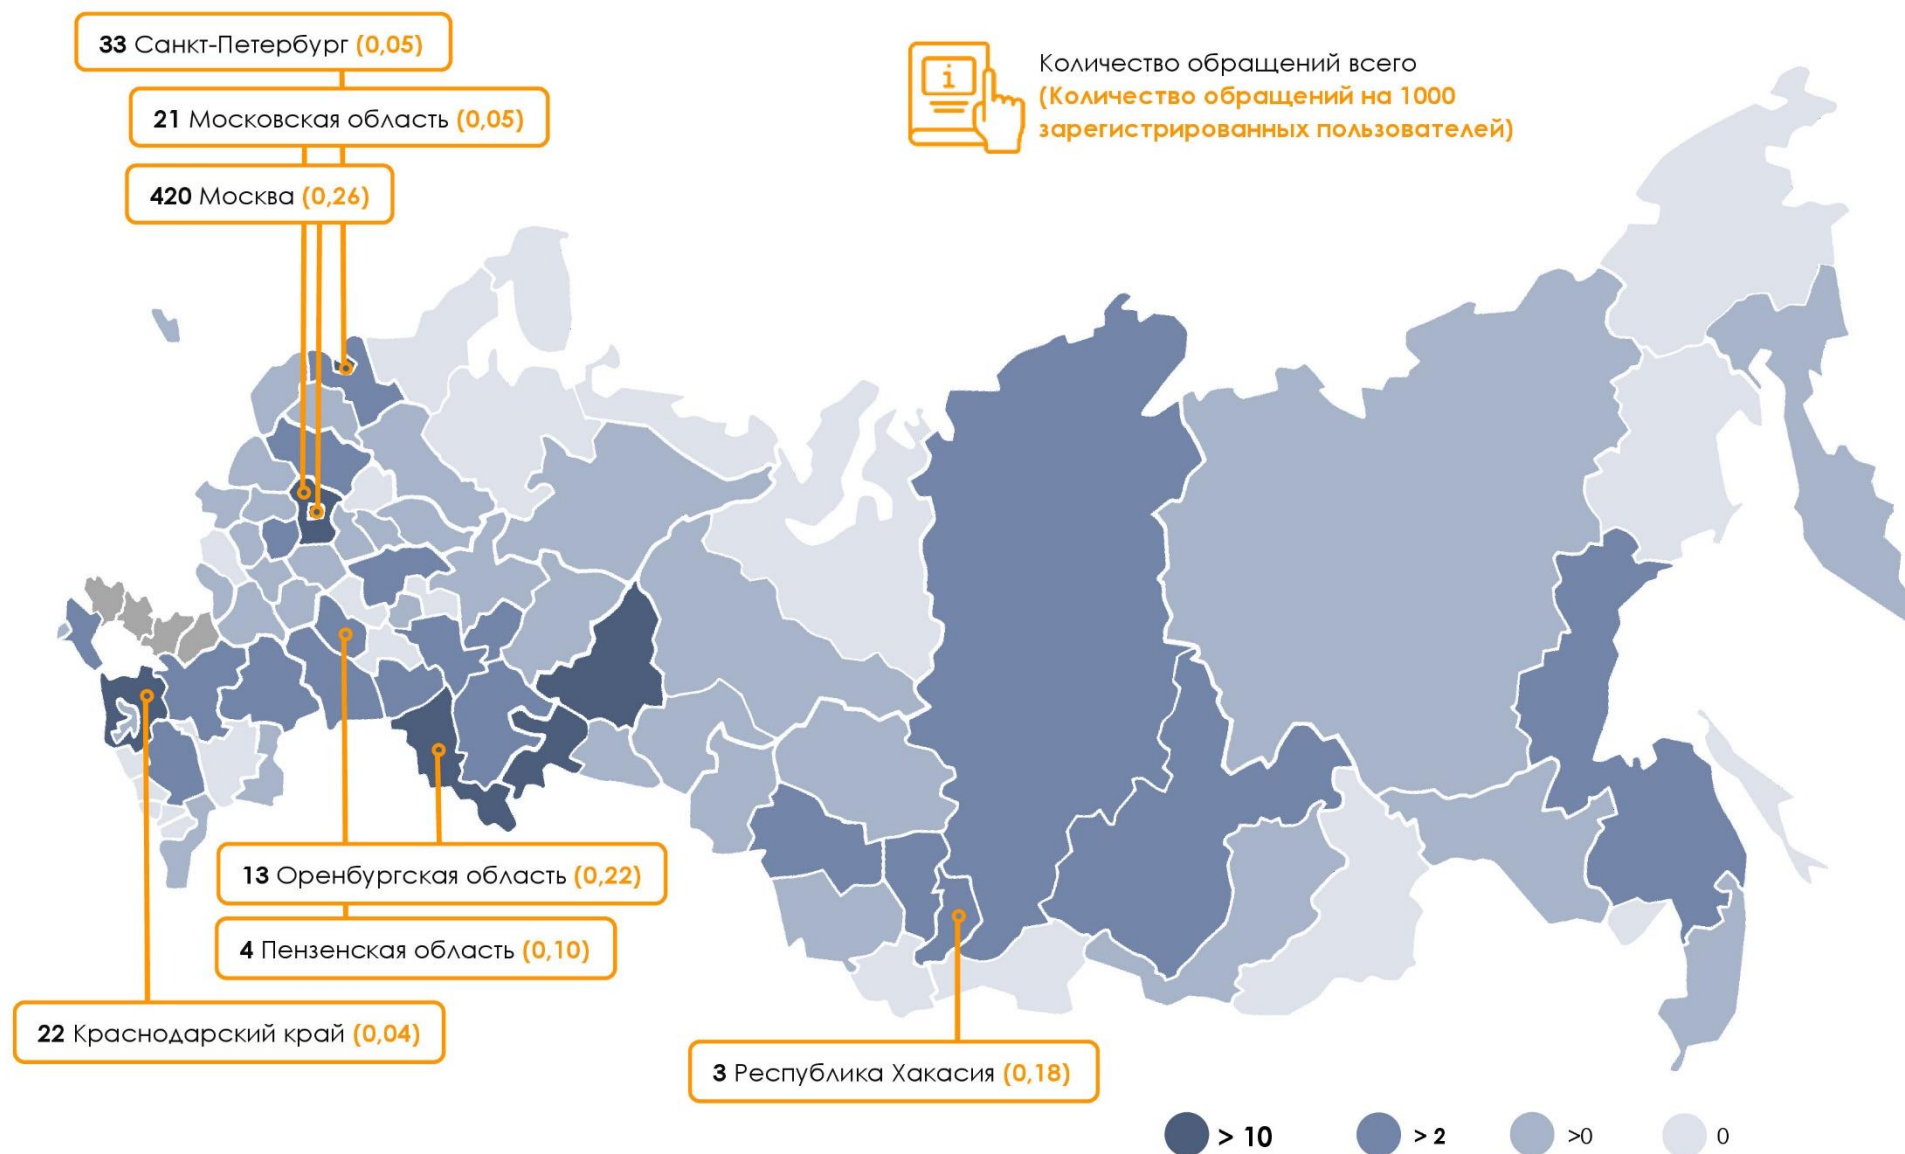 33 Санкт-Петербург (0,05)
21 Московская область (0,05)
420 Москва (0,26)
i
Количество обращений всего
(Количество обращений на 1000
зарегистрированных пользователей)
13 Оренбургская область (0,22)
4 Пензенская область (0,10)
22 Краснодарский край (0,04)
3 Республика Хакасия (0,18)
> 10
> 2
>0
0